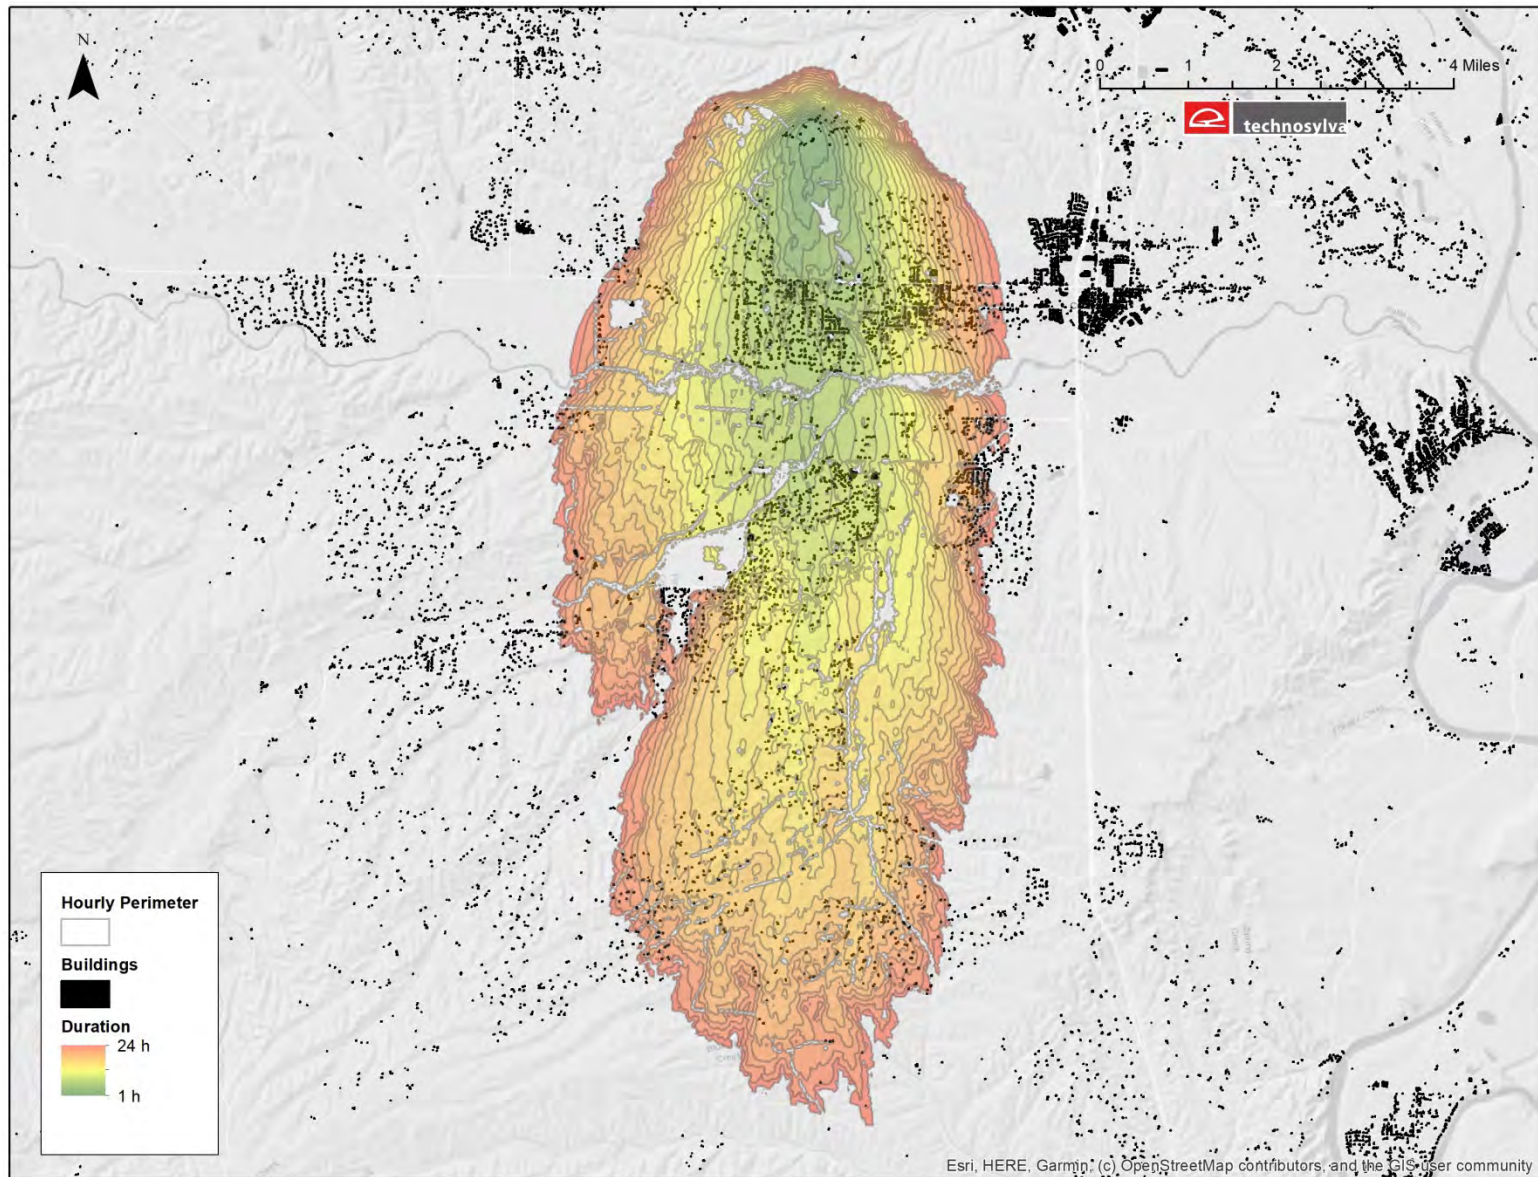 N
0 1 2 4 Miles
technosylva
Hourly Perimeter
Buildings
Duration
24 h
1 h
Creek
Esri, HERE, Garmin, (c) OpenStreetMap contributors, and the GIS user community